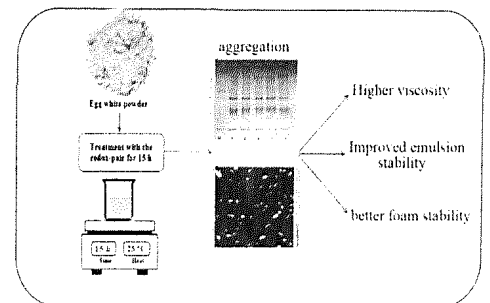 aggregation
Egg white powder
Treatment with the
redox-pair for 15 h
15 h
25 °C
Time
Heat
Higher viscosity
Improved emulsion
stability
better foam stability